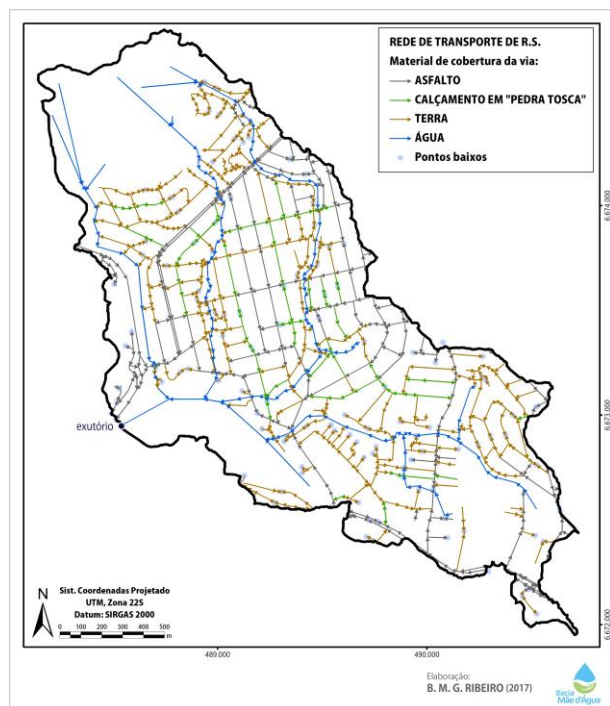 REDE DE TRANSPORTE DE R.S.
Material de cobertura da via:
ASFALTO
CALÇAMENTO EM "PEDRA TOSCA"
TERRA
ÁGUA
Pontos baixos
6.674.000
exutório
6.673.000
N
Sist. Coordenadas Projetado
UTM, Zona 22S
Datum: SIRGAS 2000
0 100 200 300 400 500
m
6.672.000
489.000
490.000
Elaboração:
B. M. G. RIBEIRO (2017)
Bacia
Mãe d'Água